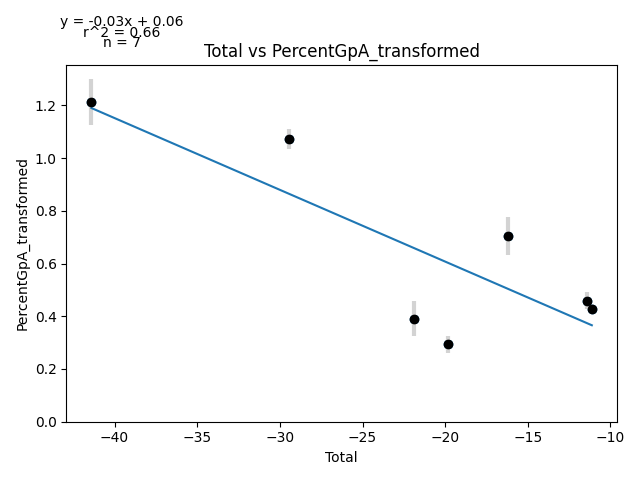 y = -0.03x + 0.06
r^2 = 0.66
n = 7
Total vs PercentGpA_transformed
PercentGpA_transformed
1.2
1.0
0.8
0.6
0.4
0.2
0.0
−40
−35
−30
−25
−20
−15
−10
Total